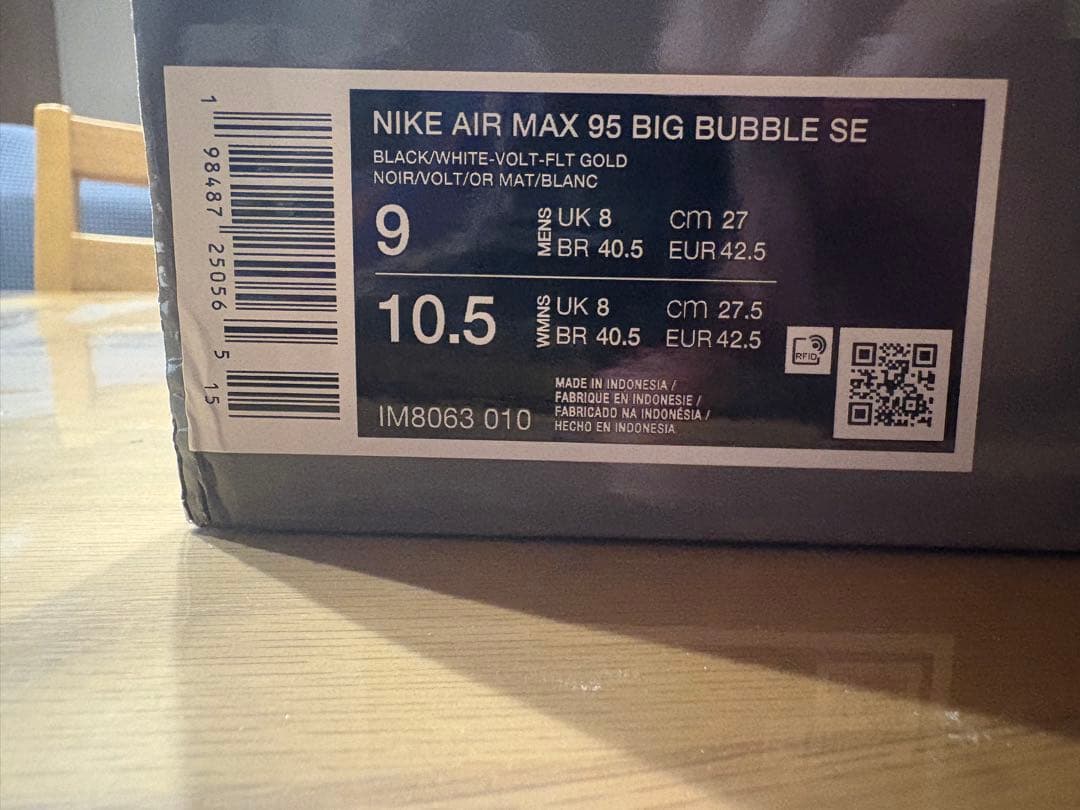 1 98487 25056 5 15
NIKE AIR MAX 95 BIG BUBBLE SE
BLACK/WHITE-VOLT-FLT GOLD
NOIR/VOLT/OR MAT/BLANC
9
MENS
UK 8 cm 27
BR 40.5 EUR 42.5
10.5
WMNS
UK 8 cm 27.5
BR 40.5 EUR 42.5
RFID
IM8063 010
MADE IN INDONESIA /
FABRIQUE EN INDONESIE /
FABRICADO NA INDONÉSIA /
HECHO EN INDONESIA